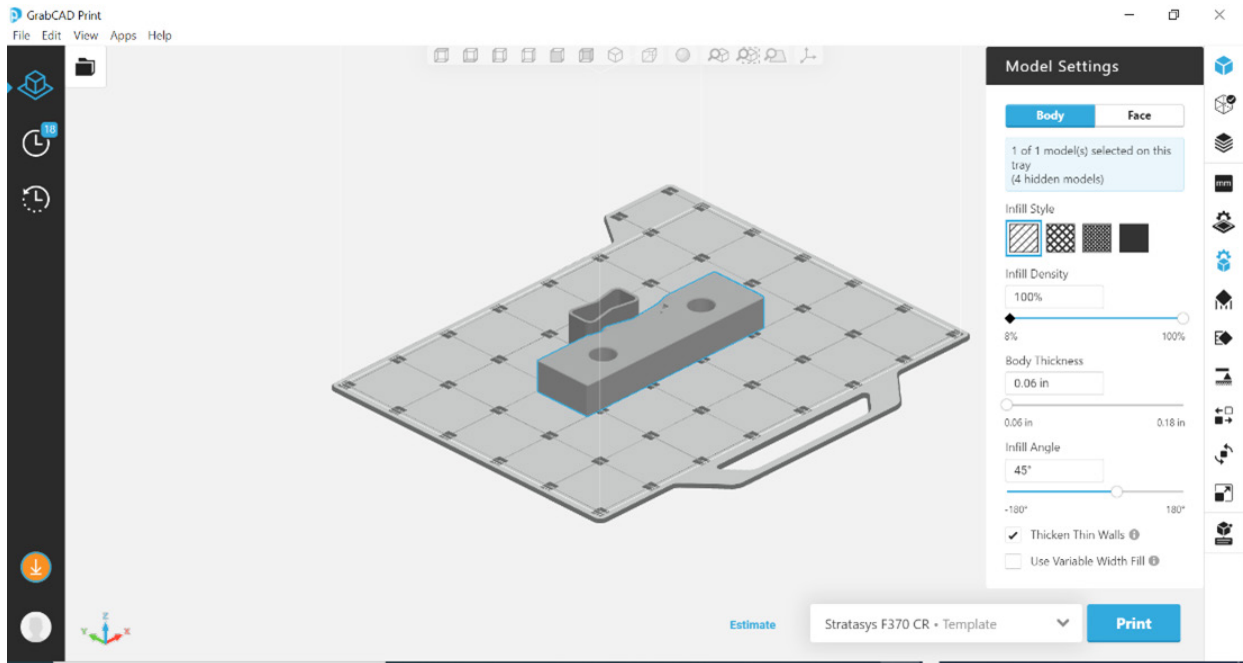 GrabCAD Print
File Edit View Apps Help
18
Model Settings
Body Face
1 of 1 model(s) selected on this
tray
(4 hidden models)
Infill Style
mm
Infill Density
100%
8% 100%
Body Thickness
0.06 in
0.06 in 0.18 in
Infill Angle
45°
-180° 180°
Thicken Thin Walls
Use Variable Width Fill
Z
Y X
Estimate
Stratasys F370 CR • Template
Print